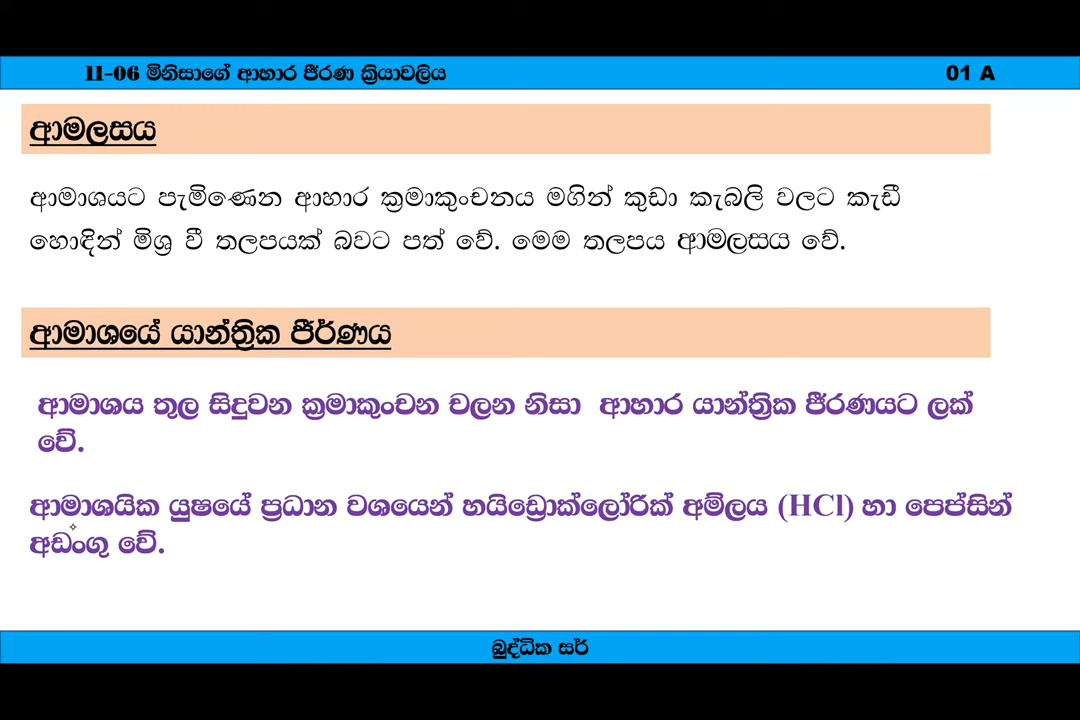 11-06 මිනිසාගේ ආහාර ජීරණ ක්‍රියාවලිය
01 A
ආමලසය
ආමාශයට පැමිණෙන ආහාර ක්‍රමාකුංචනය මගින් කුඩා කැබලි වලට කැඩී
හොඳින් මිශ්‍ර වී තලපයක් බවට පත් වේ. මෙම තලපය ආමලසය වේ.
ආමාශයේ යාන්ත්‍රික ජීර්ණය
ආමාශය තුල සිදුවන ක්‍රමාකුංචන චලන නිසා ආහාර යාන්ත්‍රික ජීරණයට ලක්
වේ.
ආමාශයික යුෂයේ ප්‍රධාන වශයෙන් හයිඩ්‍රොක්ලෝරික් අම්ලය (HCl) හා පෙප්සින්
අඩංගු වේ.
බුද්ධික සර්